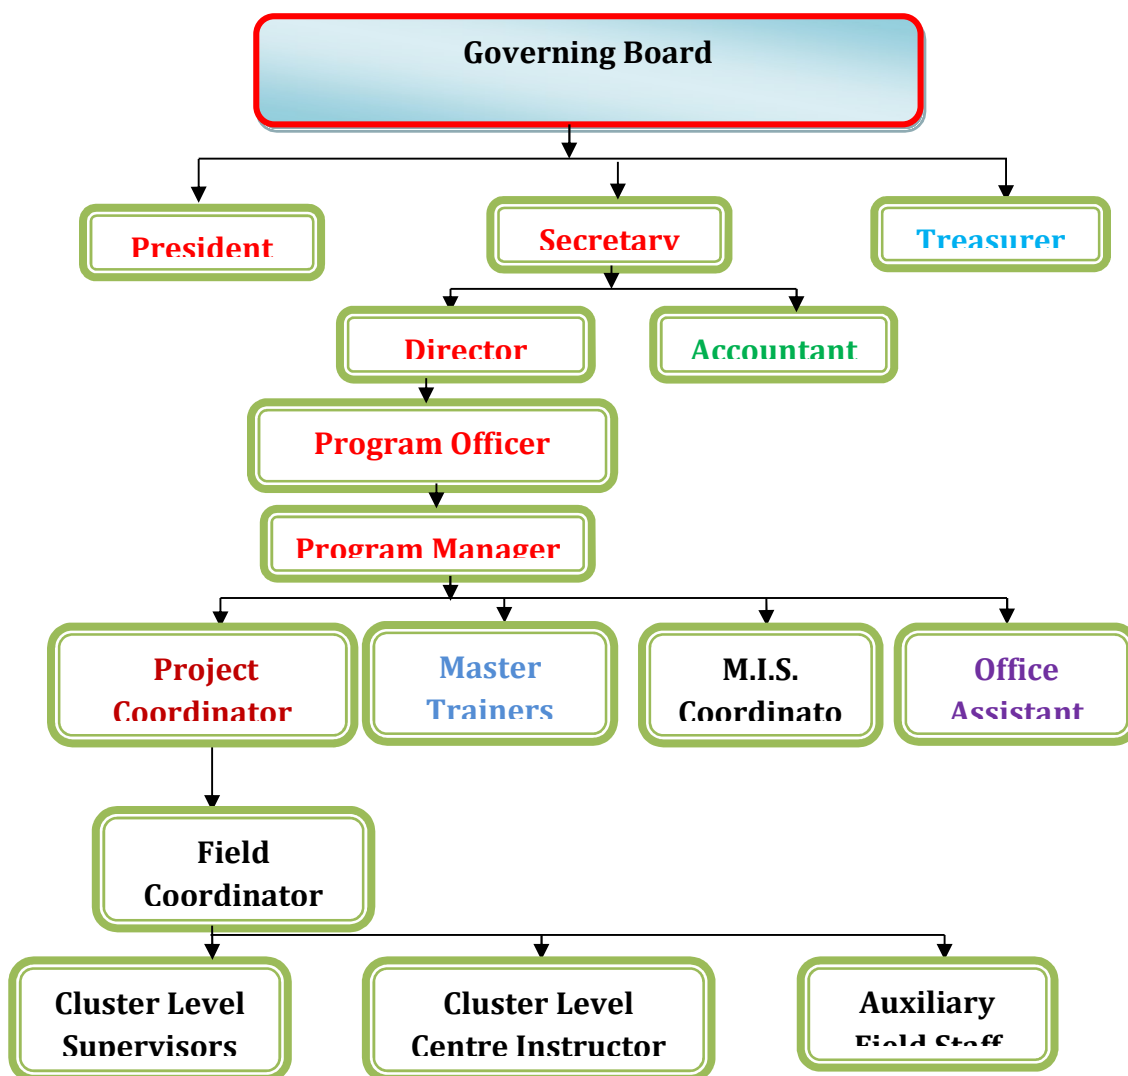 Governing Board
President
Secretary
Treasurer
Director
Accountant
Program Officer
Program Manager
Project
Coordinator
Master
Trainers
M.I.S.
Coordinato
Office
Assistant
Field
Coordinator
Cluster Level
Supervisors
Cluster Level
Centre Instructor
Auxiliary
Field Staff